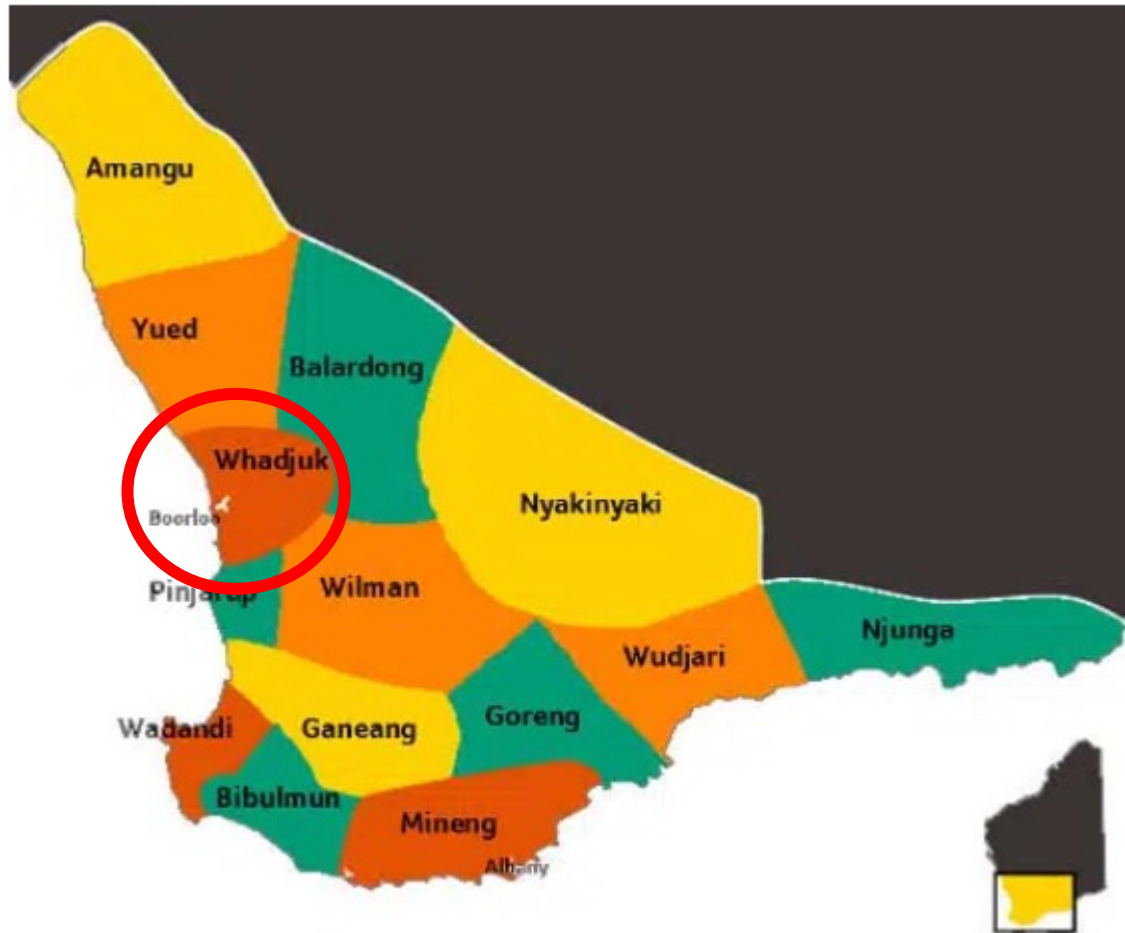 Amangu
Yued
Balardong
Whadjuk
Nyakinyaki
Boorloo
Pinjarup
Wilman
Njunga
Wudjari
Goreng
Wadandi
Ganeang
Bibulmun
Mineng
Albany